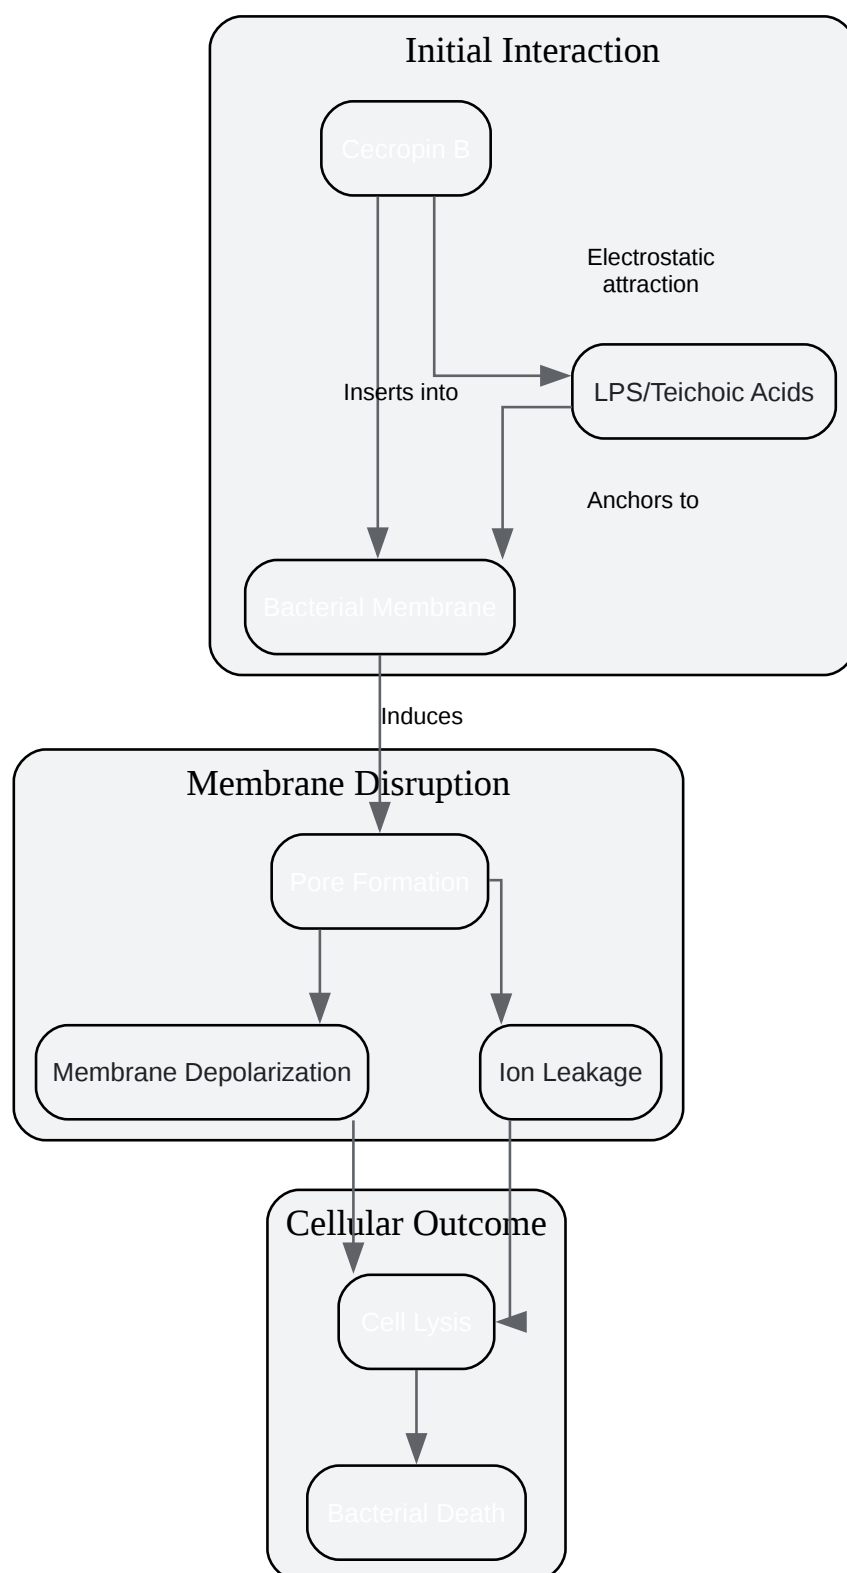 Initial Interaction
Cecropin B
Electrostatic
attraction
Inserts into
LPS/Teichoic Acids
Anchors to
Bacterial Membrane
Induces
Membrane Disruption
Pore Formation
Membrane Depolarization
Ion Leakage
Cellular Outcome
Cell Lysis
Bacterial Death